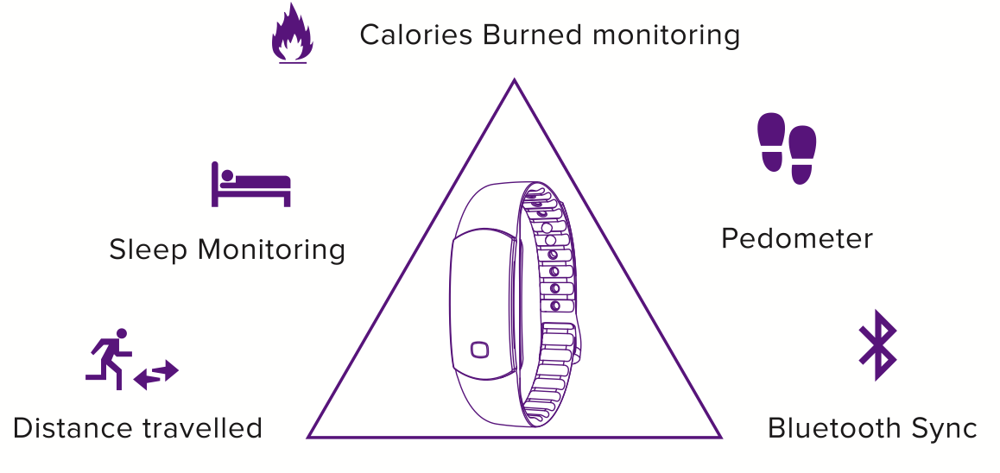 Calories Burned monitoring
Sleep Monitoring
Pedometer
Distance travelled
Bluetooth Sync